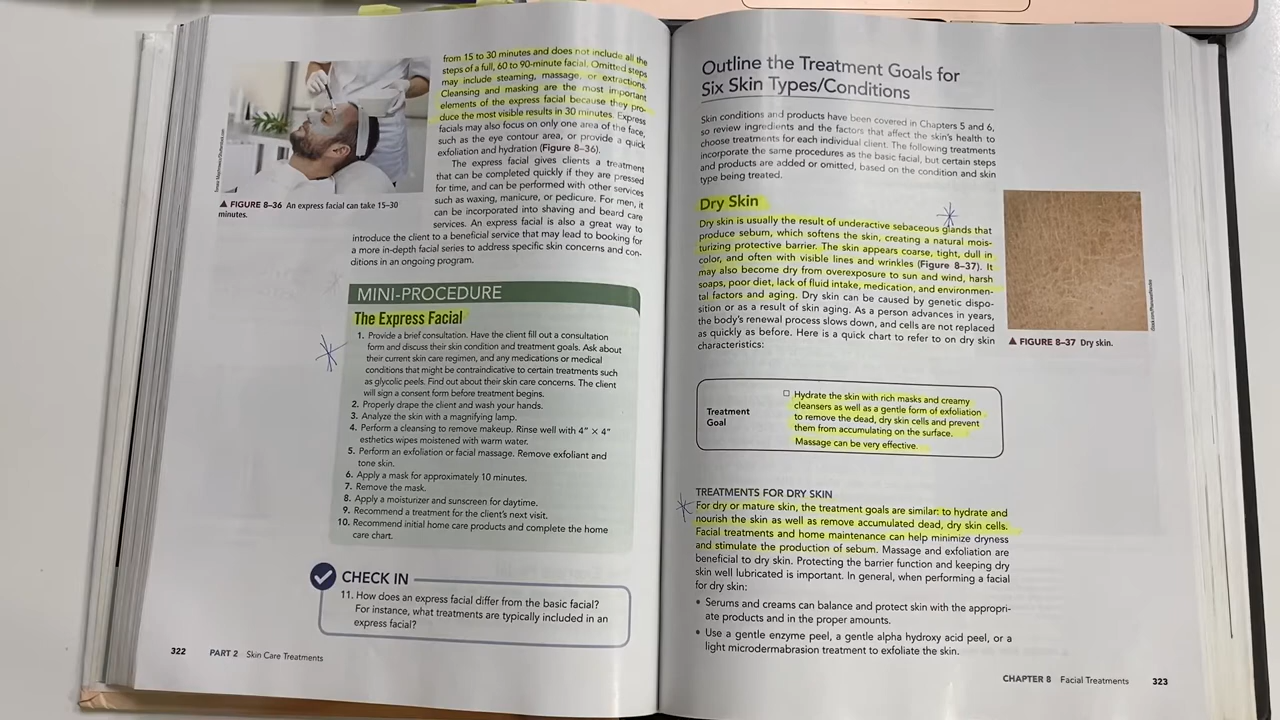 from 15 to 30 minutes and does not include all the
steps of a full, 60 to 90-minute facial. Omitted steps
may include steaming, massage, or extractions.
Cleansing and masking are the most important
elements of the express facial because they pro-
duce the most visible results in 30 minutes. Express
facials may also focus on only one area of the face,
such as the eye contour area, or provide a quick
exfoliation and hydration (Figure 8–36).
The express facial gives clients a treatment
that can be completed quickly if they are pressed
for time, and can be performed with other services
such as waxing, manicure, or pedicure. For men, it
can be incorporated into shaving and beard care
services. An express facial is also a great way to
introduce the client to a beneficial service that may lead to booking for
a more in-depth facial series to address specific skin concerns and con-
ditions in an ongoing program.
▲ FIGURE 8–36 An express facial can take 15–30
minutes.
MINI-PROCEDURE
The Express Facial
1. Provide a brief consultation. Have the client fill out a consultation
form and discuss their skin condition and treatment goals. Ask about
their current skin care regimen, and any medications or medical
conditions that might be contraindicative to certain treatments such
as glycolic peels. Find out about their skin care concerns. The client
will sign a consent form before treatment begins.
2. Properly drape the client and wash your hands.
3. Analyze the skin with a magnifying lamp.
4. Perform a cleansing to remove makeup. Rinse well with 4″ × 4″
esthetics wipes moistened with warm water.
5. Perform an exfoliation or facial massage. Remove exfoliant and
tone skin.
6. Apply a mask for approximately 10 minutes.
7. Remove the mask.
8. Apply a moisturizer and sunscreen for daytime.
9. Recommend a treatment for the client's next visit.
10. Recommend initial home care products and complete the home
care chart.
CHECK IN
11. How does an express facial differ from the basic facial?
For instance, what treatments are typically included in an
express facial?
322 PART 2 Skin Care Treatments
Outline the Treatment Goals for
Six Skin Types/Conditions
Skin conditions and products have been covered in Chapters 5 and 6,
so review ingredients and the factors that affect the skin's health to
choose treatments for each individual client. The following treatments
incorporate the same procedures as the basic facial, but certain steps
and products are added or omitted, based on the condition and skin
type being treated.
Dry Skin
Dry skin is usually the result of underactive sebaceous glands that
produce sebum, which softens the skin, creating a natural mois-
turizing protective barrier. The skin appears coarse, tight, dull in
color, and often with visible lines and wrinkles (Figure 8–37). It
may also become dry from overexposure to sun and wind, harsh
soaps, poor diet, lack of fluid intake, medication, and environmen-
tal factors and aging. Dry skin can be caused by genetic dispo-
sition or as a result of skin aging. As a person advances in years,
the body's renewal process slows down, and cells are not replaced
as quickly as before. Here is a quick chart to refer to on dry skin
characteristics:
▲ FIGURE 8–37 Dry skin.
Treatment
Goal
□ Hydrate the skin with rich masks and creamy
cleansers as well as a gentle form of exfoliation
to remove the dead, dry skin cells and prevent
them from accumulating on the surface.
Massage can be very effective.
TREATMENTS FOR DRY SKIN
For dry or mature skin, the treatment goals are similar: to hydrate and
nourish the skin as well as remove accumulated dead, dry skin cells.
Facial treatments and home maintenance can help minimize dryness
and stimulate the production of sebum. Massage and exfoliation are
beneficial to dry skin. Protecting the barrier function and keeping dry
skin well lubricated is important. In general, when performing a facial
for dry skin:
• Serums and creams can balance and protect skin with the appropri-
ate products and in the proper amounts.
• Use a gentle enzyme peel, a gentle alpha hydroxy acid peel, or a
light microdermabrasion treatment to exfoliate the skin.
CHAPTER 8 Facial Treatments 323